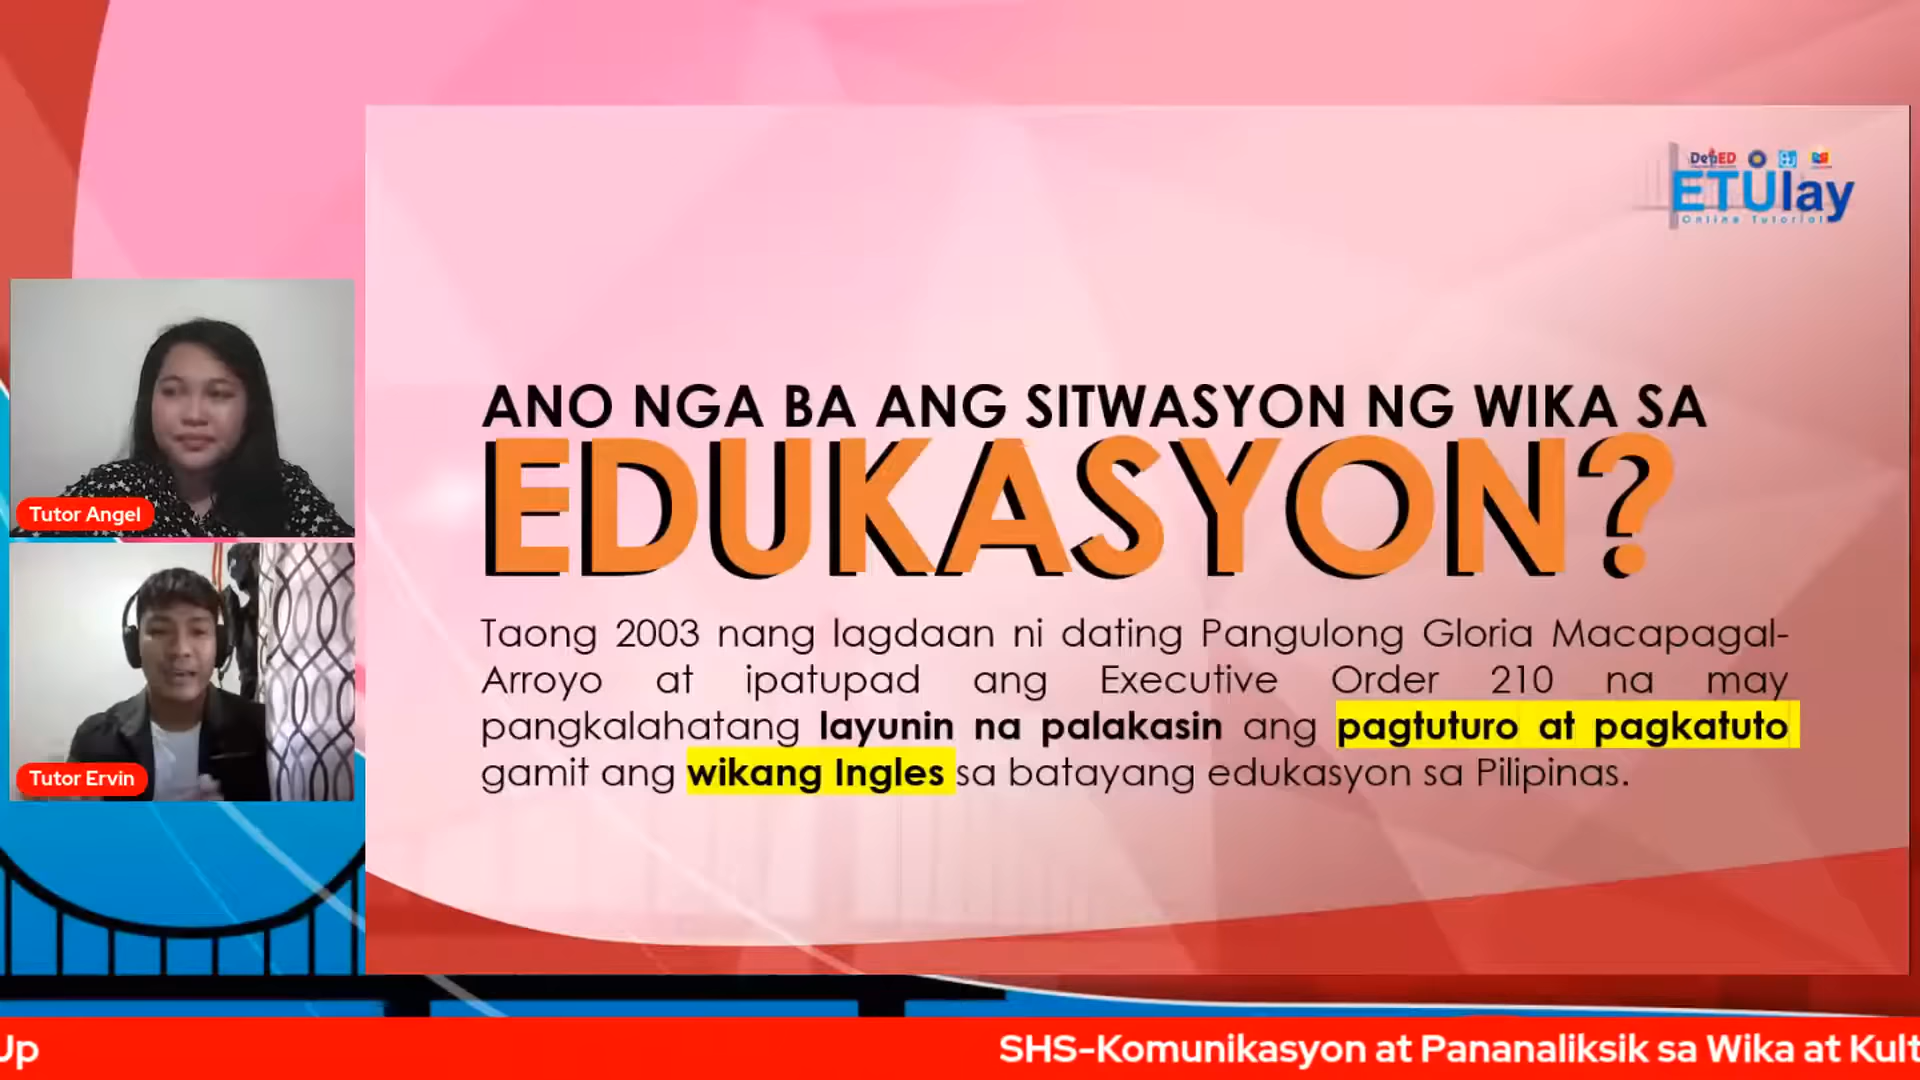 DepED
ETUlay
Online Tutorial
ANO NGA BA ANG SITWASYON NG WIKA SA
EDUKASYON?
Taong 2003 nang lagdaan ni dating Pangulong Gloria Macapagal-
Arroyo at ipatupad ang Executive Order 210 na may
pangkalahatang layunin na palakasin ang pagtuturo at pagkatuto
gamit ang wikang Ingles sa batayang edukasyon sa Pilipinas.
Tutor Angel
Tutor Ervin
Up
SHS-Komunikasyon at Pananaliksik sa Wika at Kult